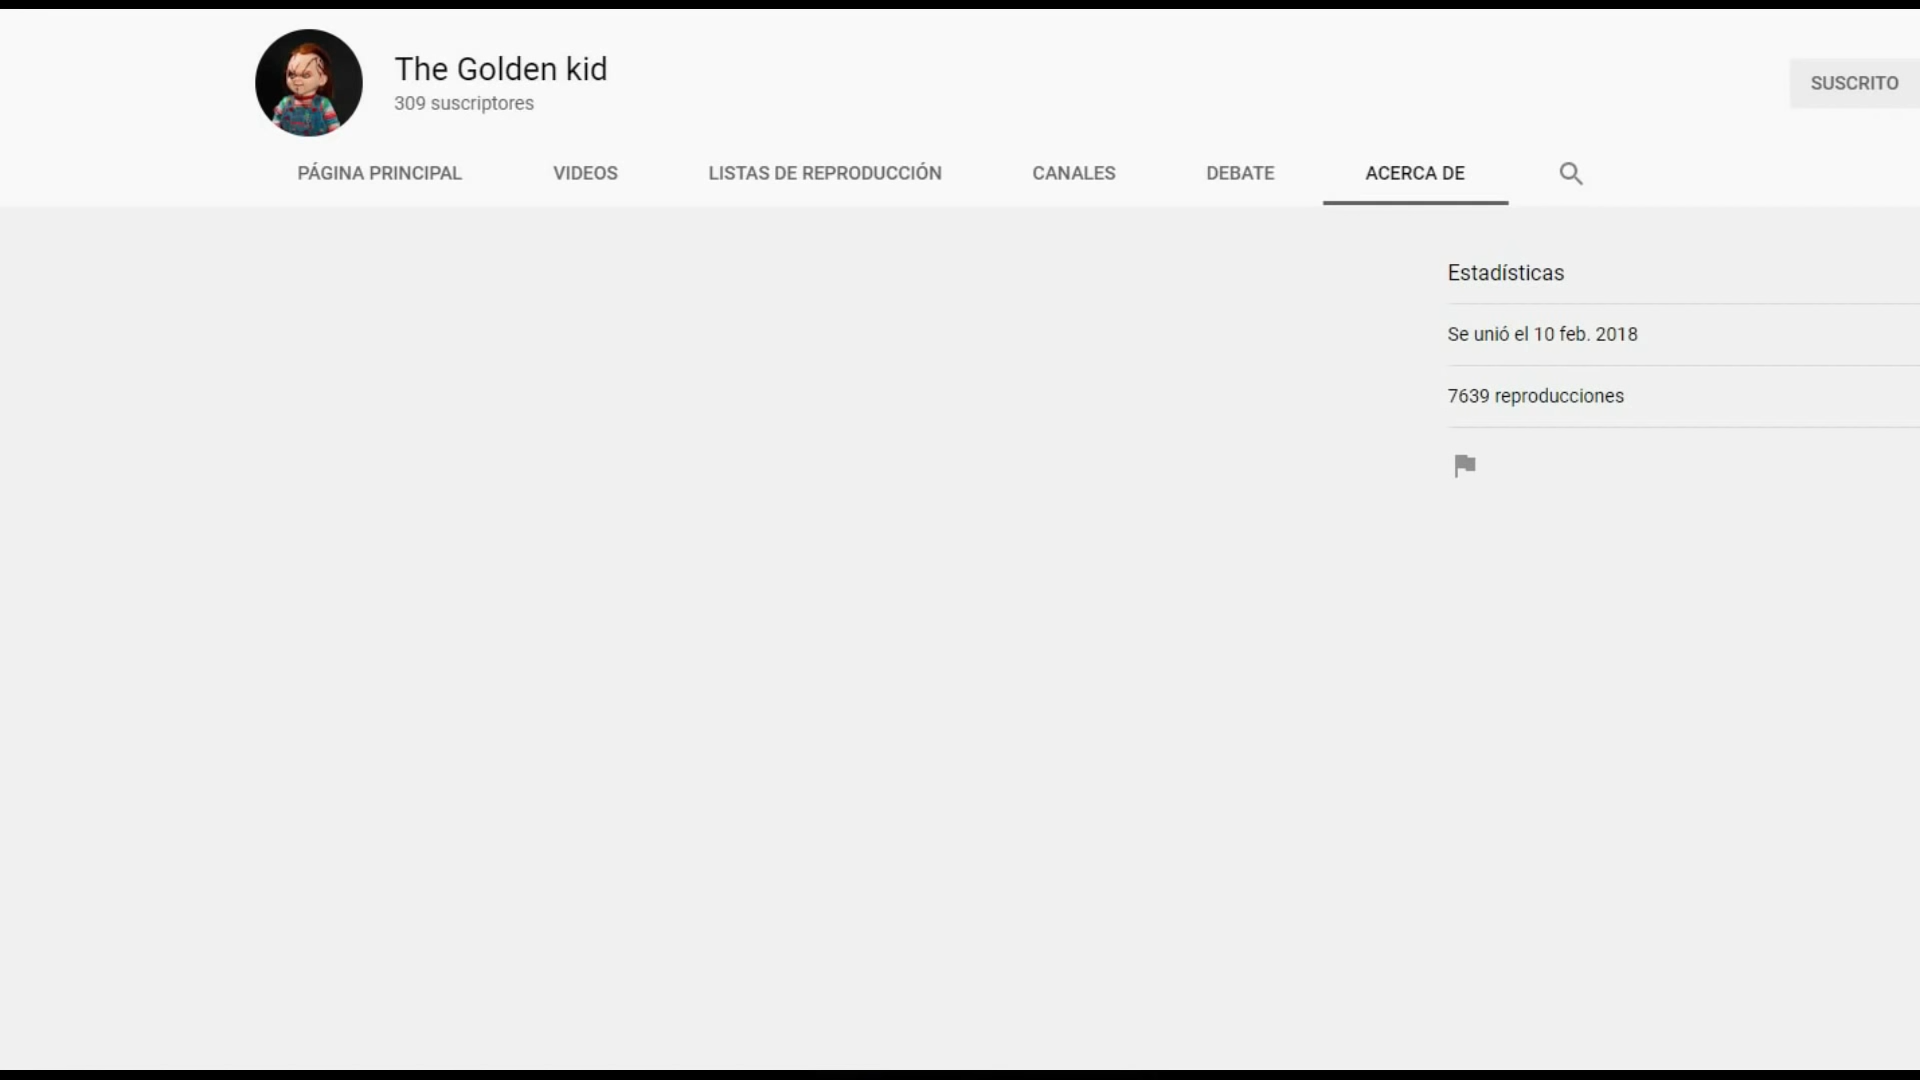 The Golden kid
309 suscriptores
SUSCRITO
PÁGINA PRINCIPAL VIDEOS LISTAS DE REPRODUCCIÓN CANALES DEBATE ACERCA DE
Estadísticas
Se unió el 10 feb. 2018
7639 reproducciones